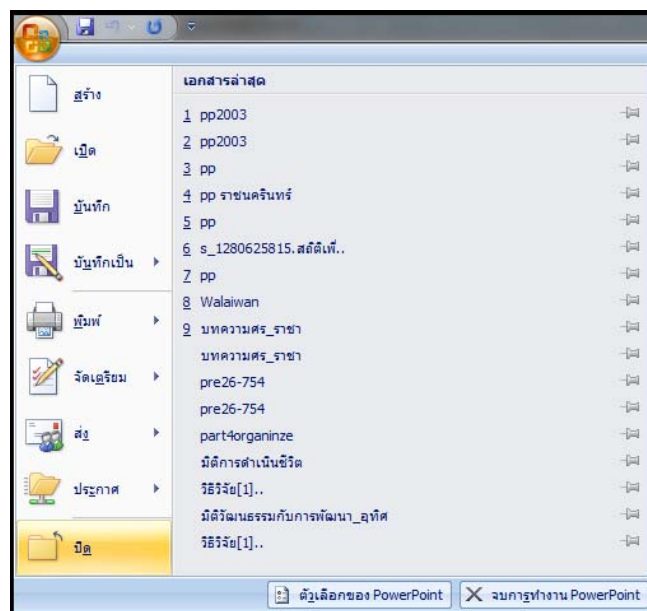 สร้าง
เปิด
บันทึก
บันทึกเป็น
พิมพ์
จัดเตรียม
ส่ง
ประกาศ
ปิด
เอกสารล่าสุด
1 pp2003
2 pp2003
3 pp
4 pp ราชนครินทร์
5 pp
6 s_1280625815.สถิติเพื่..
7 pp
8 Walaiwan
9 บทความศร_ราชา
บทความศร_ราชา
pre26-754
pre26-754
part4organinze
มิติการดำเนินชีวิต
วิธีวิจัย[1]..
มิติวัฒนธรรมกับการพัฒนา_อุทิศ
วิธีวิจัย[1]..
ตัวเลือกของ PowerPoint
จบการทำงาน PowerPoint